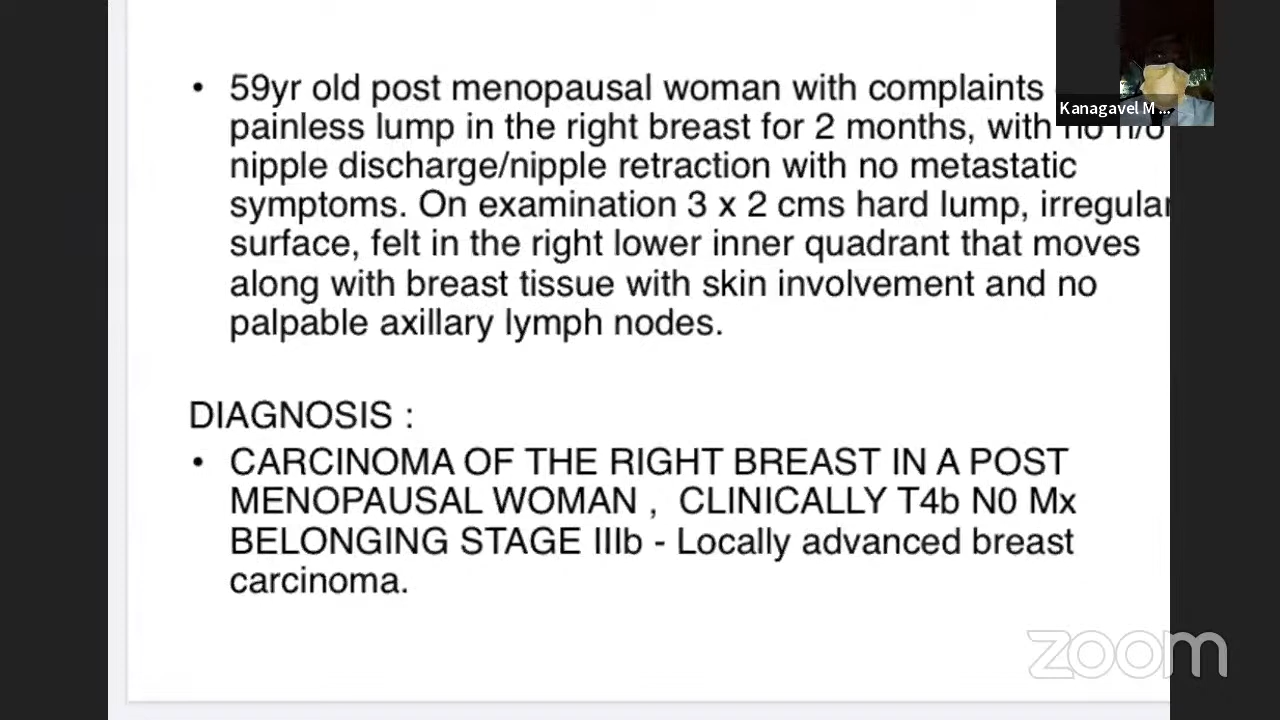 • 59yr old post menopausal woman with complaints
painless lump in the right breast for 2 months, with no h/o
nipple discharge/nipple retraction with no metastatic
symptoms. On examination 3 x 2 cms hard lump, irregular
surface, felt in the right lower inner quadrant that moves
along with breast tissue with skin involvement and no
palpable axillary lymph nodes.
DIAGNOSIS :
• CARCINOMA OF THE RIGHT BREAST IN A POST
MENOPAUSAL WOMAN , CLINICALLY T4b N0 Mx
BELONGING STAGE IIIb - Locally advanced breast
carcinoma.
Kanagavel M ...
zoom